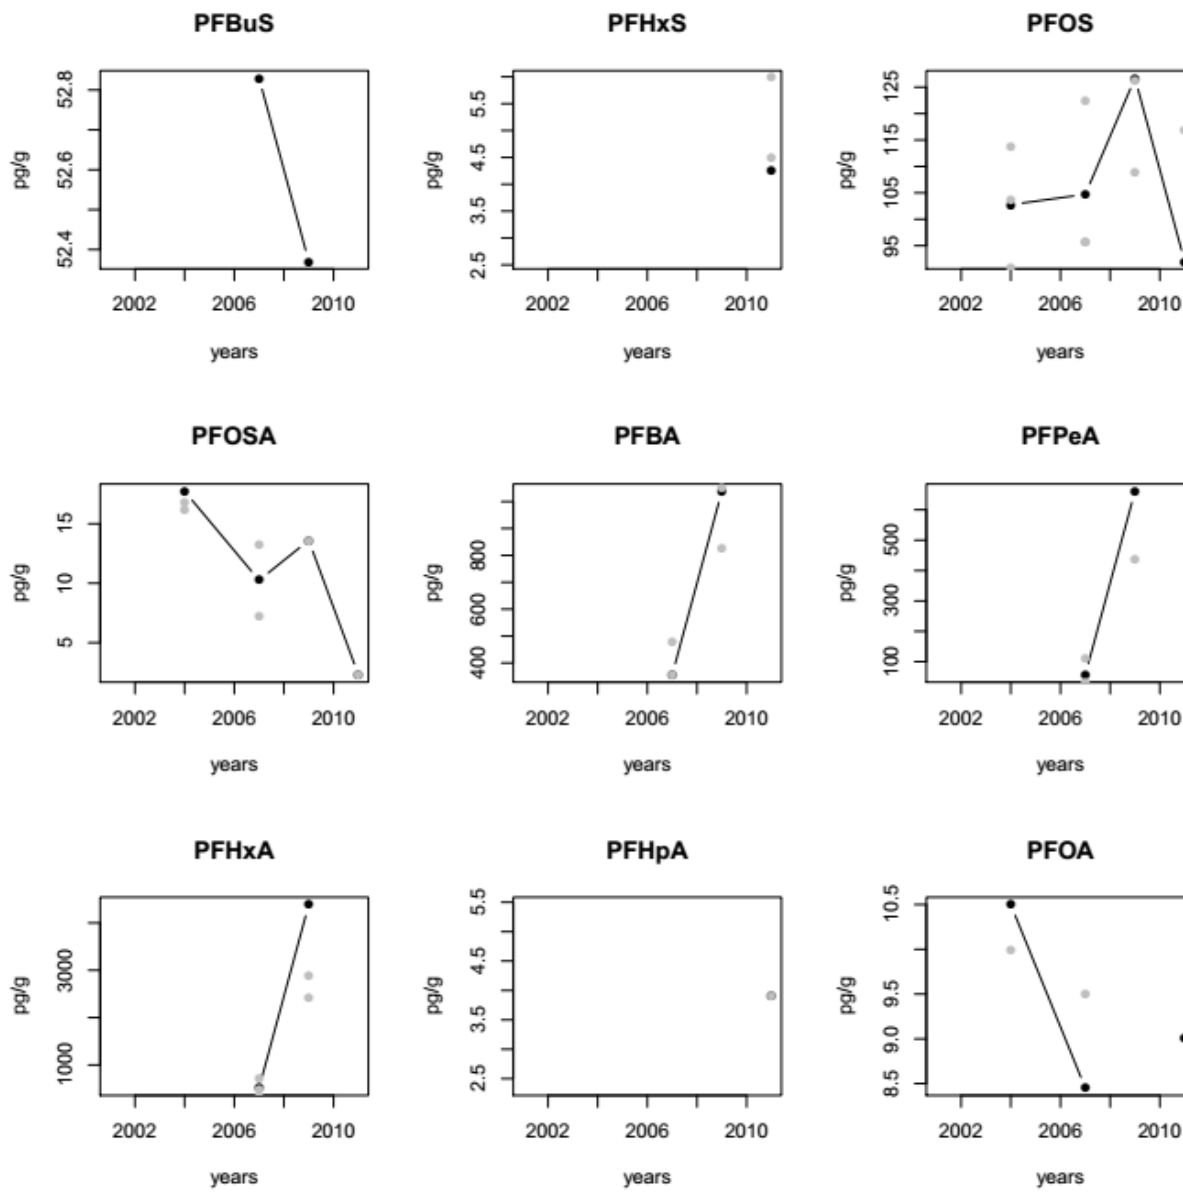 PFBuS PFHxS PFOS
pg/g 52.4 52.6 52.8
2002 2006 2010
years
pg/g 2.5 3.5 4.5 5.5
2002 2006 2010
years
pg/g 95 105 115 125
2002 2006 2010
years
PFOSA PFBA PFPeA
pg/g 5 10 15
2002 2006 2010
years
pg/g 400 600 800
2002 2006 2010
years
pg/g 100 300 500
2002 2006 2010
years
PFHxA PFHpA PFOA
pg/g 1000 3000
2002 2006 2010
years
pg/g 2.5 3.5 4.5 5.5
2002 2006 2010
years
pg/g 8.5 9.0 9.5 10.5
2002 2006 2010
years